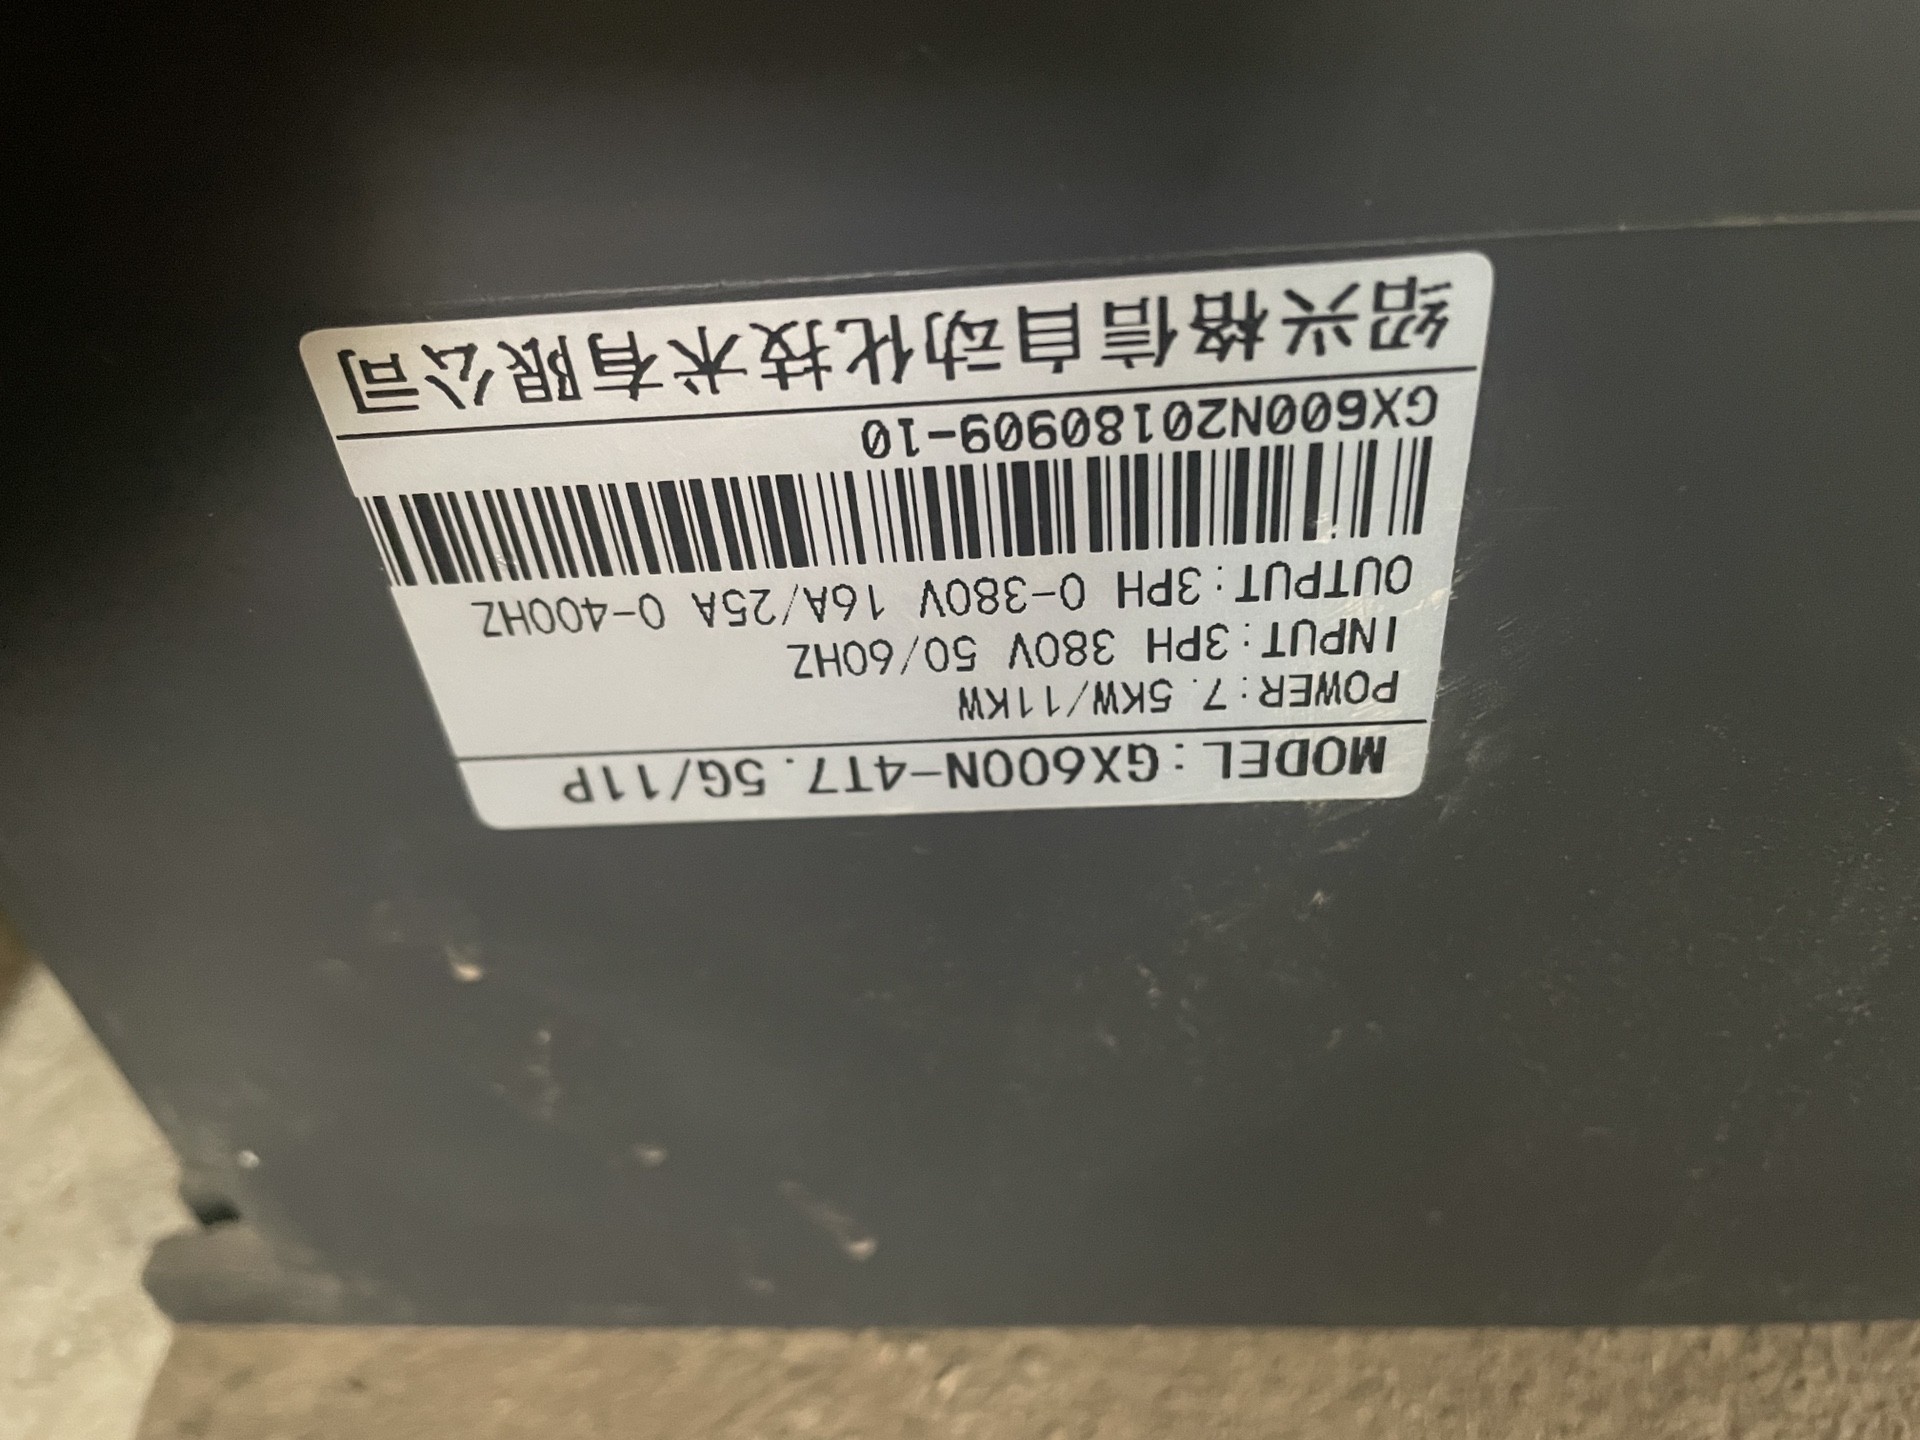 MODEL:GX600N-4T7.5G/11P
POWER:7.5KW/11KW
INPUT:3PH 380V 50/60HZ
OUTPUT:3PH 0-380V 16A/25A 0-400HZ
GX600N20180909-10
绍兴格信自动化技术有限公司